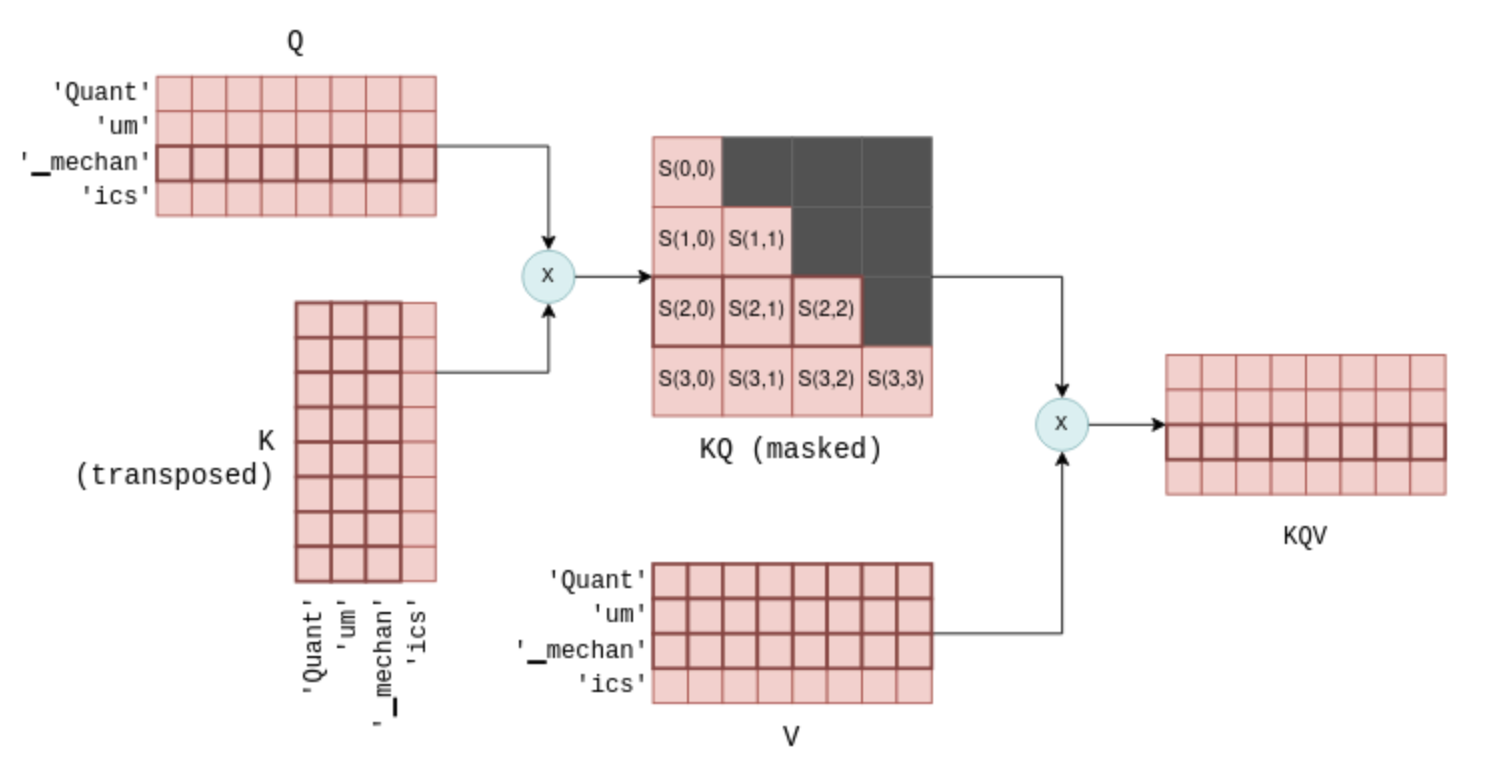 Q
'Quant'
'um'
'_mechan'
'ics'
K
(transposed)
'Quant'
'um'
'_mechan'
'ics'
X
S(0,0)
S(1,0) S(1,1)
S(2,0) S(2,1) S(2,2)
S(3,0) S(3,1) S(3,2) S(3,3)
KQ (masked)
'Quant'
'um'
'_mechan'
'ics'
V
X
KQV